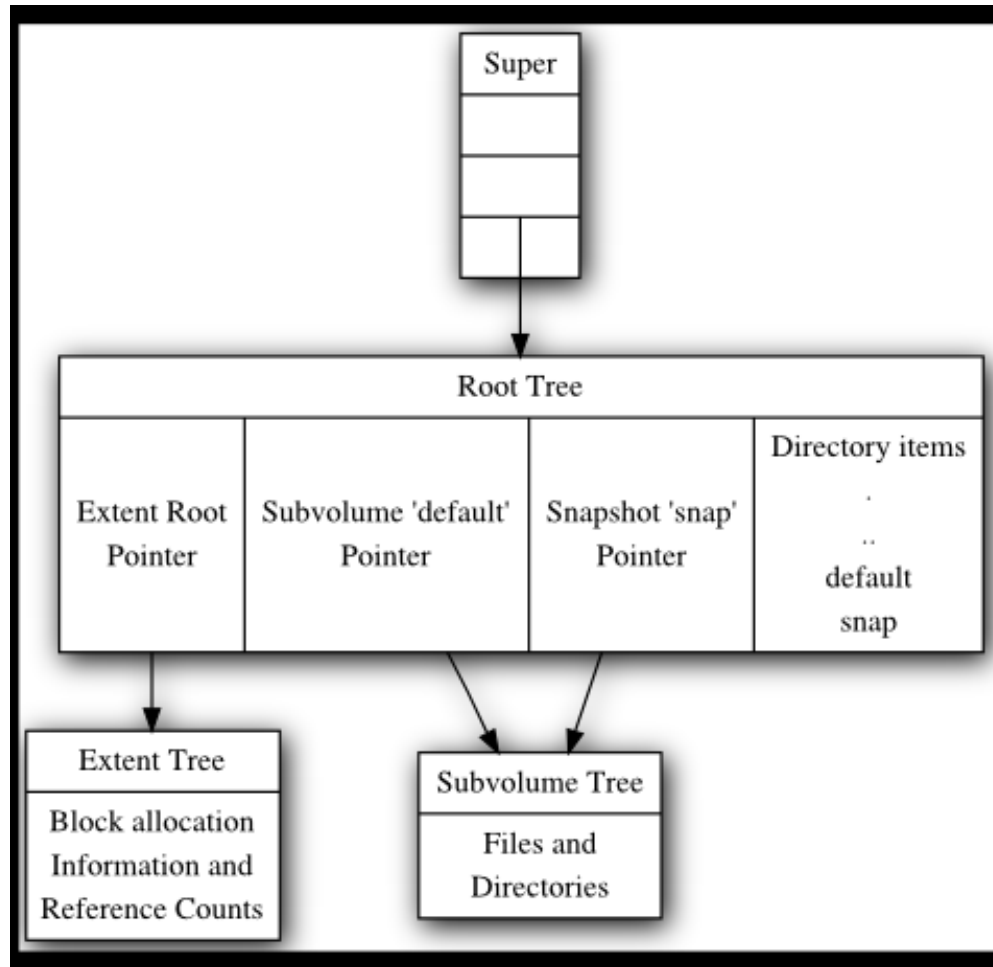 Super
Root Tree
Extent Root
Pointer
Subvolume 'default'
Pointer
Snapshot 'snap'
Pointer
Directory items
.
..
default
snap
Extent Tree
Block allocation
Information and
Reference Counts
Subvolume Tree
Files and
Directories